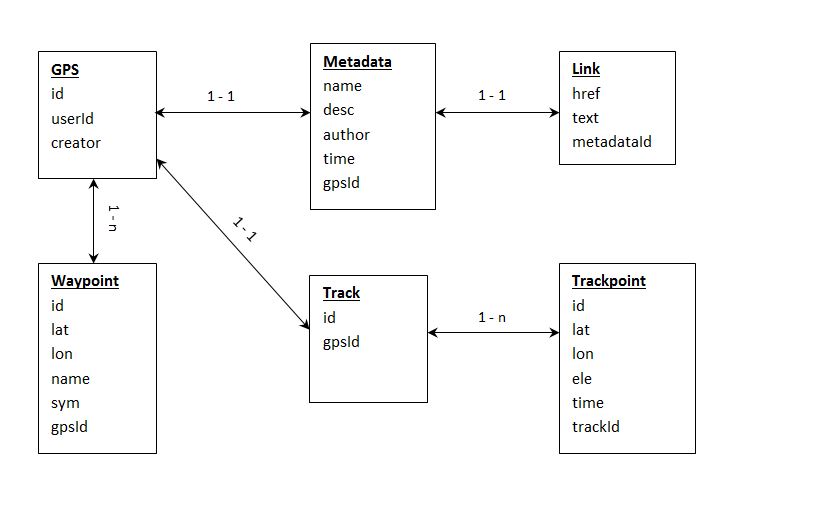 GPS
id
userId
creator
1 - 1
Metadata
name
desc
author
time
gpsId
1 - 1
Link
href
text
metadataId
1 - n
1 - 1
Waypoint
id
lat
lon
name
sym
gpsId
Track
id
gpsId
1 - n
Trackpoint
id
lat
lon
ele
time
trackId